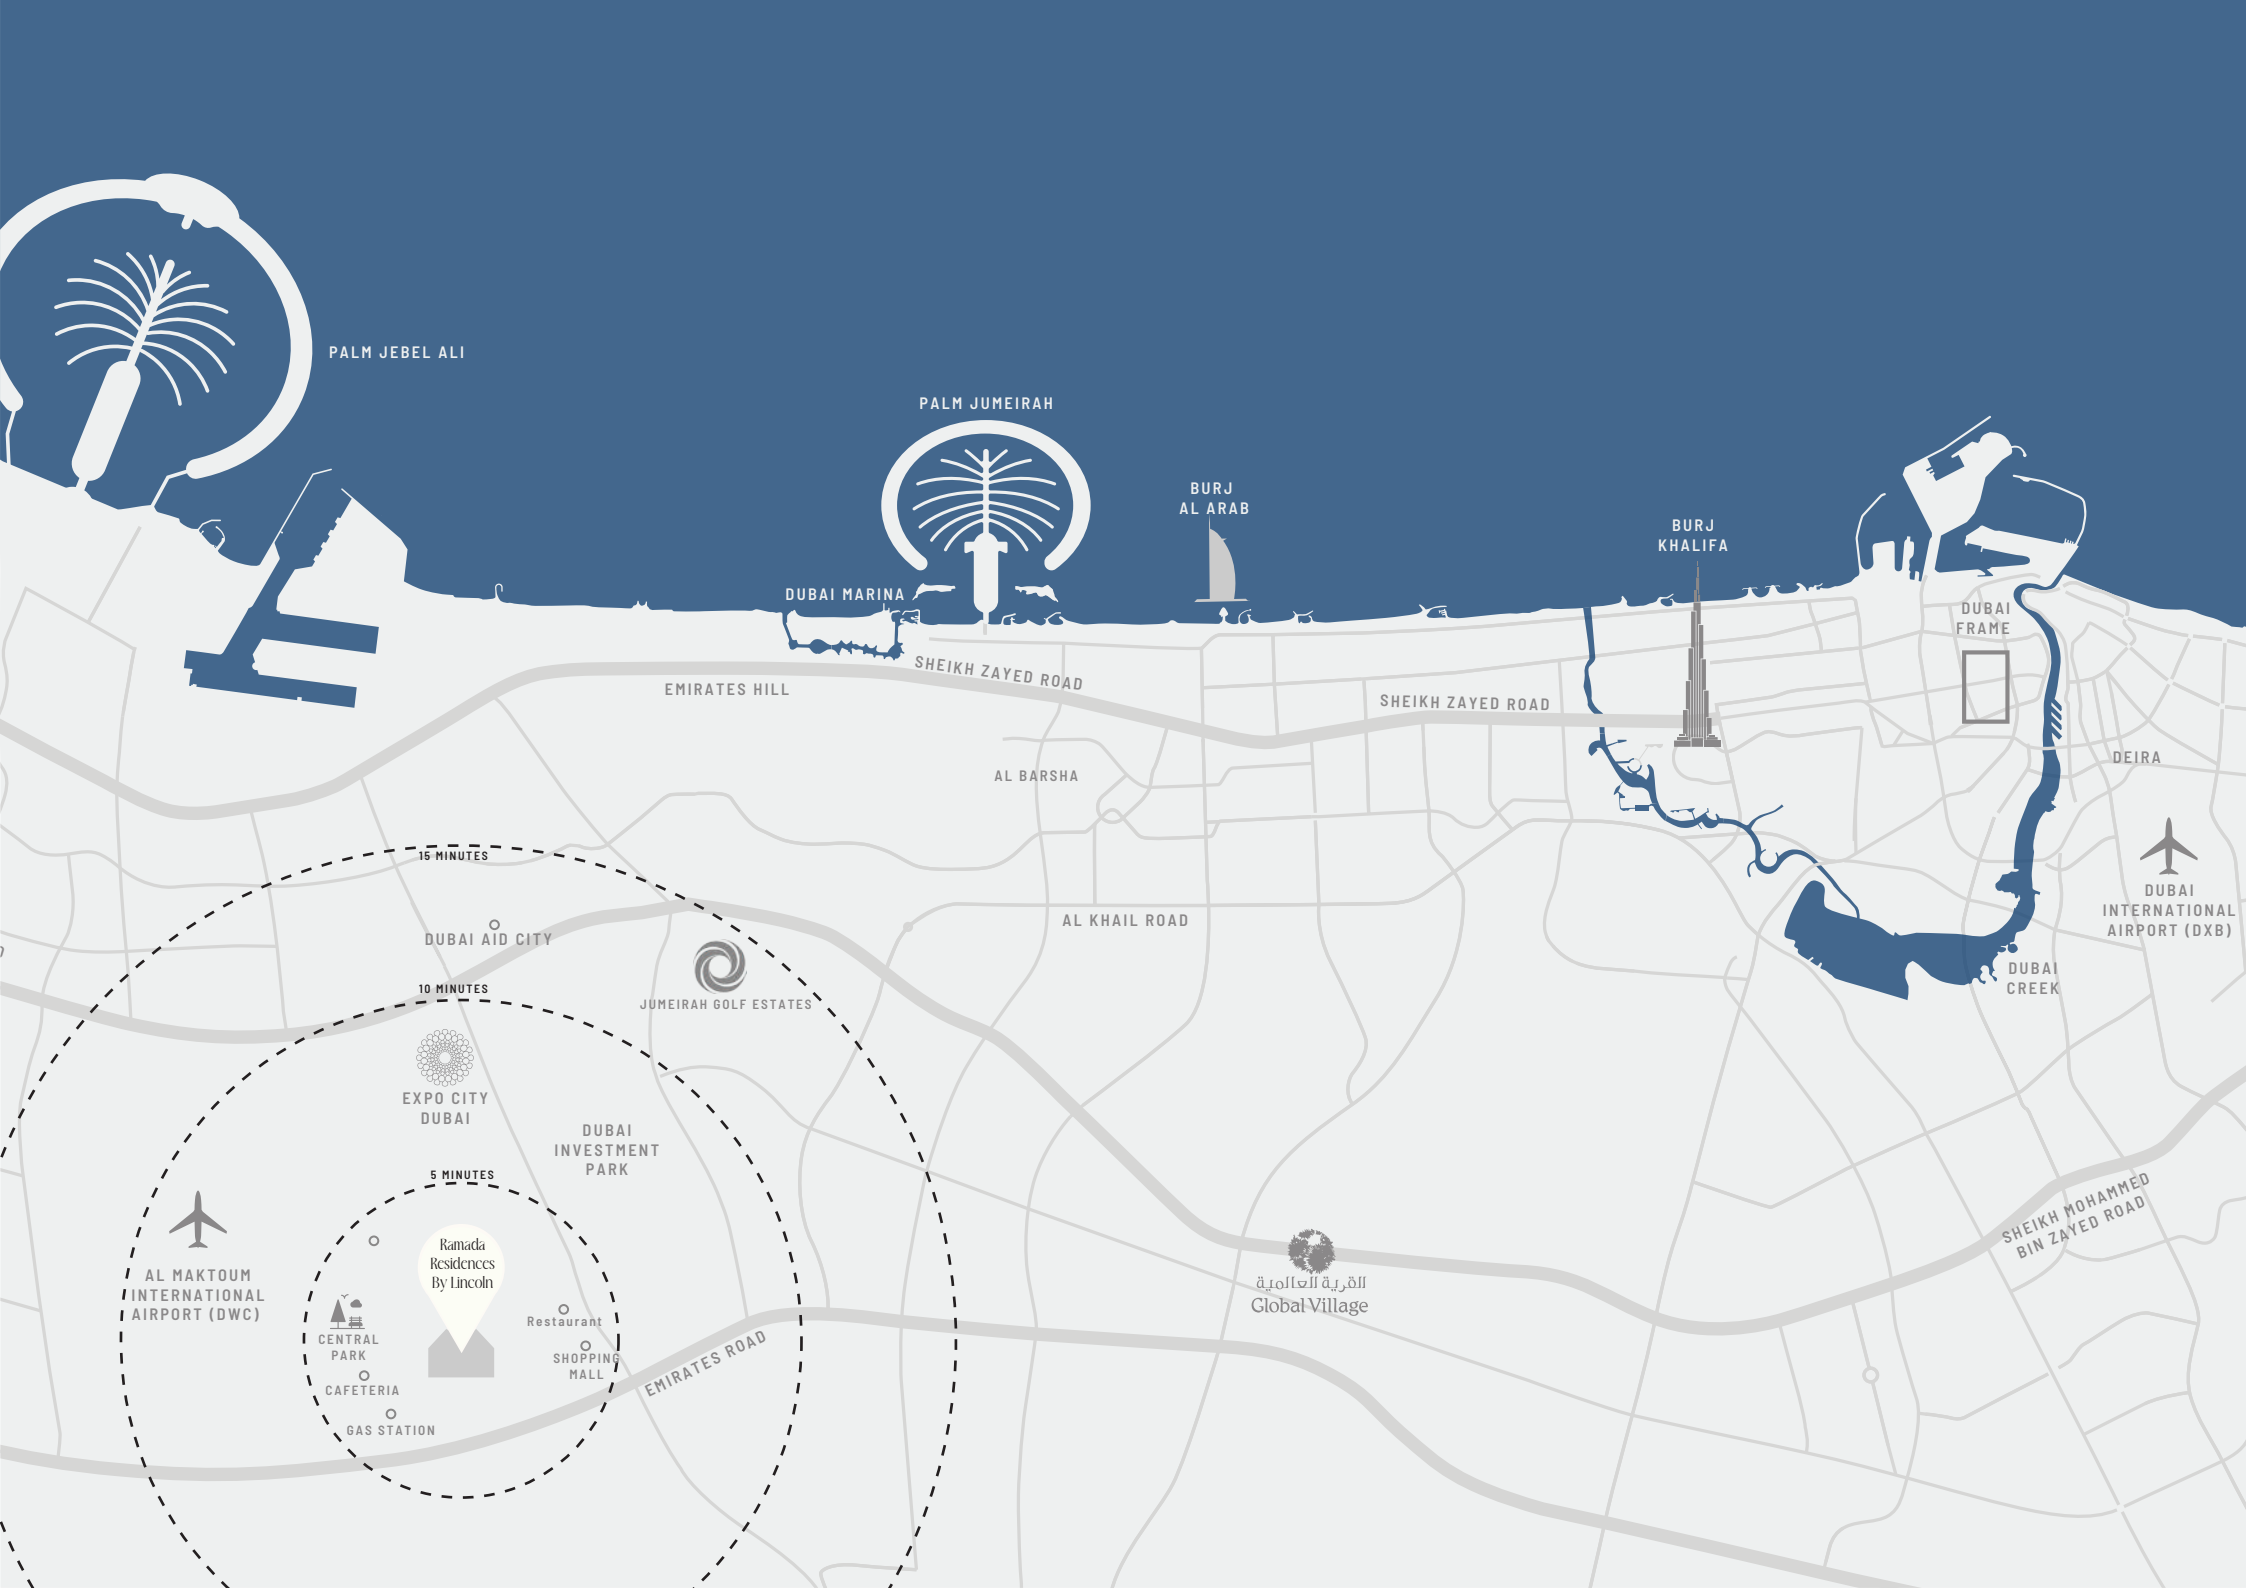 PALM JEBEL ALI
PALM JUMEIRAH
BURJ
AL ARAB
BURJ
KHALIFA
DUBAI MARINA
DUBAI
FRAME
SHEIKH ZAYED ROAD
EMIRATES HILL
SHEIKH ZAYED ROAD
DEIRA
AL BARSHA
15 MINUTES
DUBAI
INTERNATIONAL
AIRPORT (DXB)
AL KHAIL ROAD
DUBAI AID CITY
DUBAI
CREEK
10 MINUTES
JUMEIRAH GOLF ESTATES
EXPO CITY
DUBAI
DUBAI
INVESTMENT
PARK
5 MINUTES
SHEIKH MOHAMMED
BIN ZAYED ROAD
Ramada
Residences
By Lincoln
AL MAKTOUM
INTERNATIONAL
AIRPORT (DWC)
القرية العالمية
Global Village
Restaurant
CENTRAL
PARK
SHOPPING
MALL
EMIRATES ROAD
CAFETERIA
GAS STATION